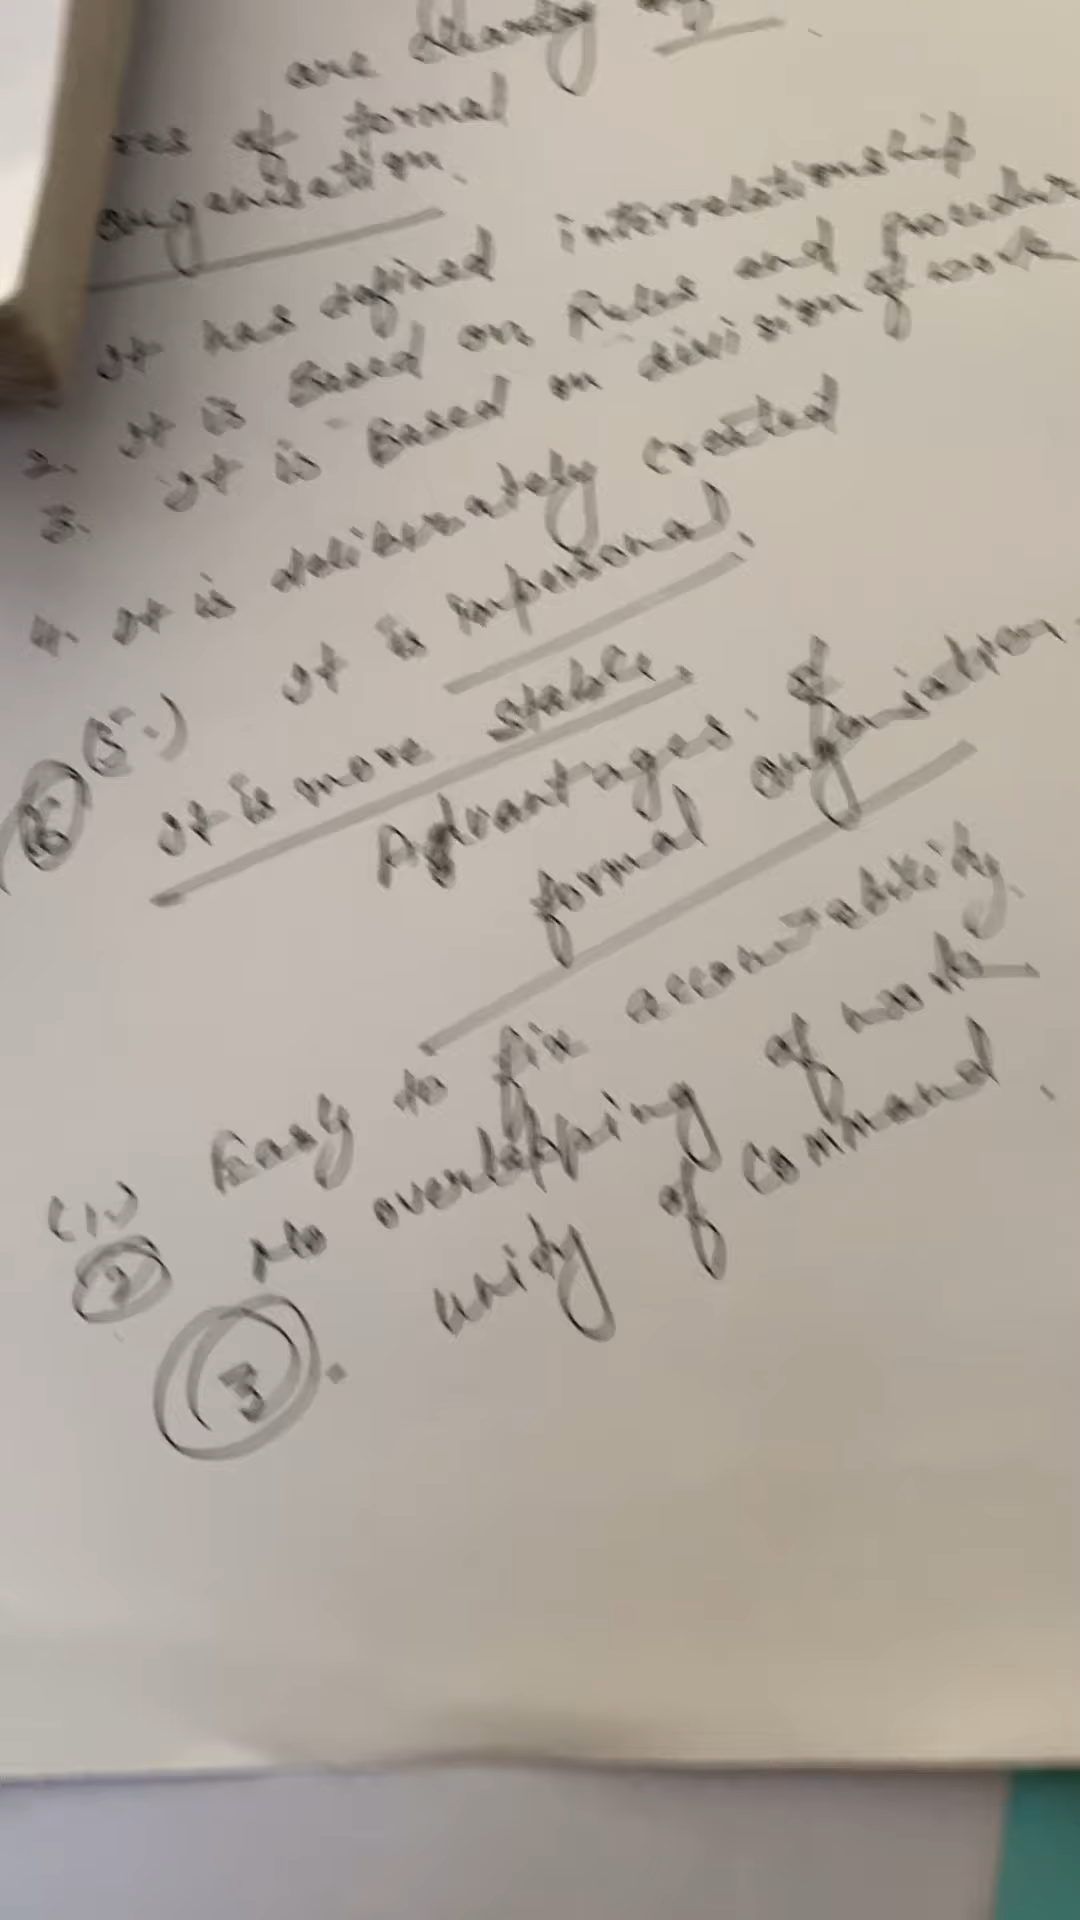 are clearly
res of formal
organisation.
It has defined interrelationship
2. It is Based on Rules and
3. It is Based on division of work
4. It is deliberately created
(5.) It is impersonal.
6 It is more stable.
Advantages of
formal organisation
(1.) Easy to fix accountability.
2 No overlapping of work
3. unity of command.